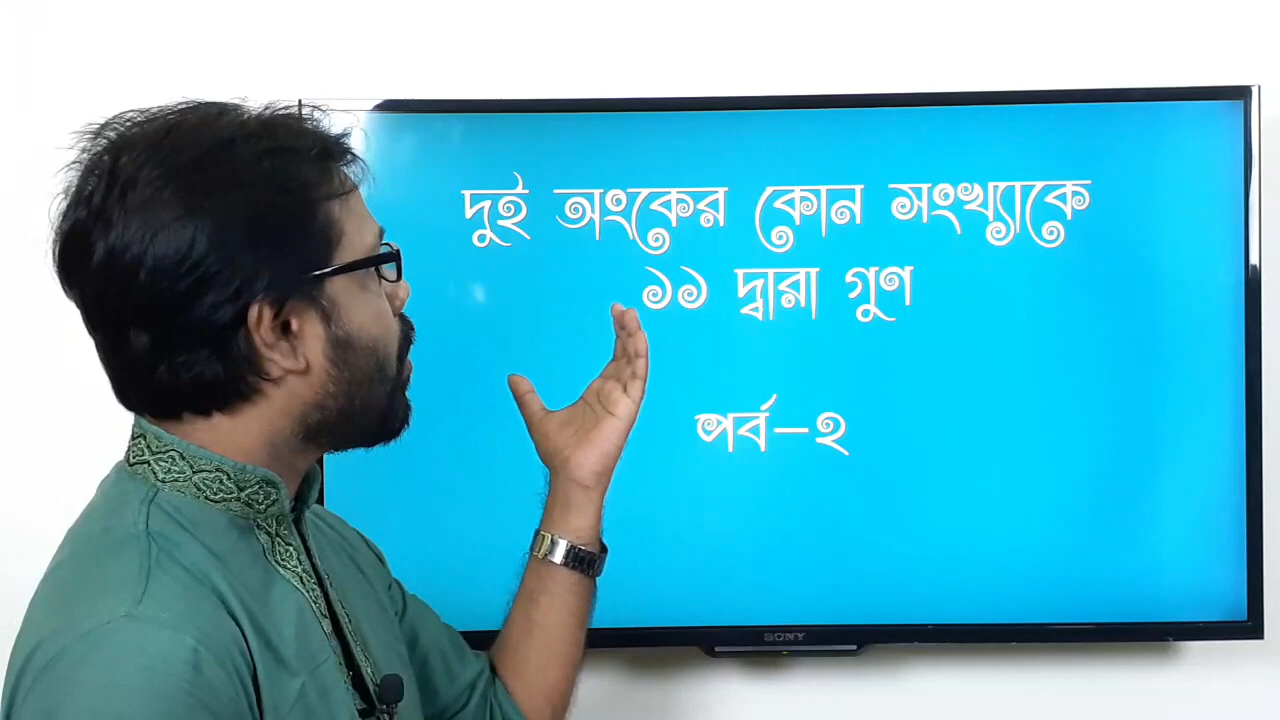 দুই অংকের কোন সংখ্যাকে
১১ দ্বারা গুণ
পর্ব-২
SONY